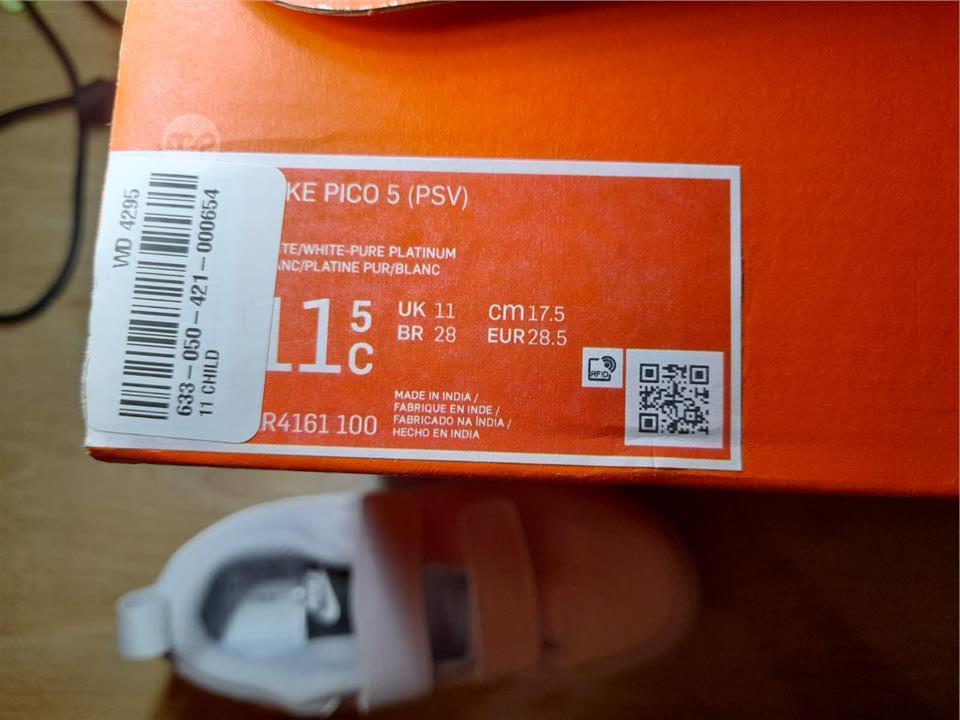 WD 4295
633-050-421-000654
11 CHILD
KE PICO 5 (PSV)
TE/WHITE-PURE PLATINUM
NC/PLATINE PUR/BLANC
11 5 C
UK 11
BR 28
cm 17.5
EUR 28.5
RFID
R4161 100
MADE IN INDIA /
FABRIQUE EN INDE /
FABRICADO NA ÍNDIA /
HECHO EN INDIA